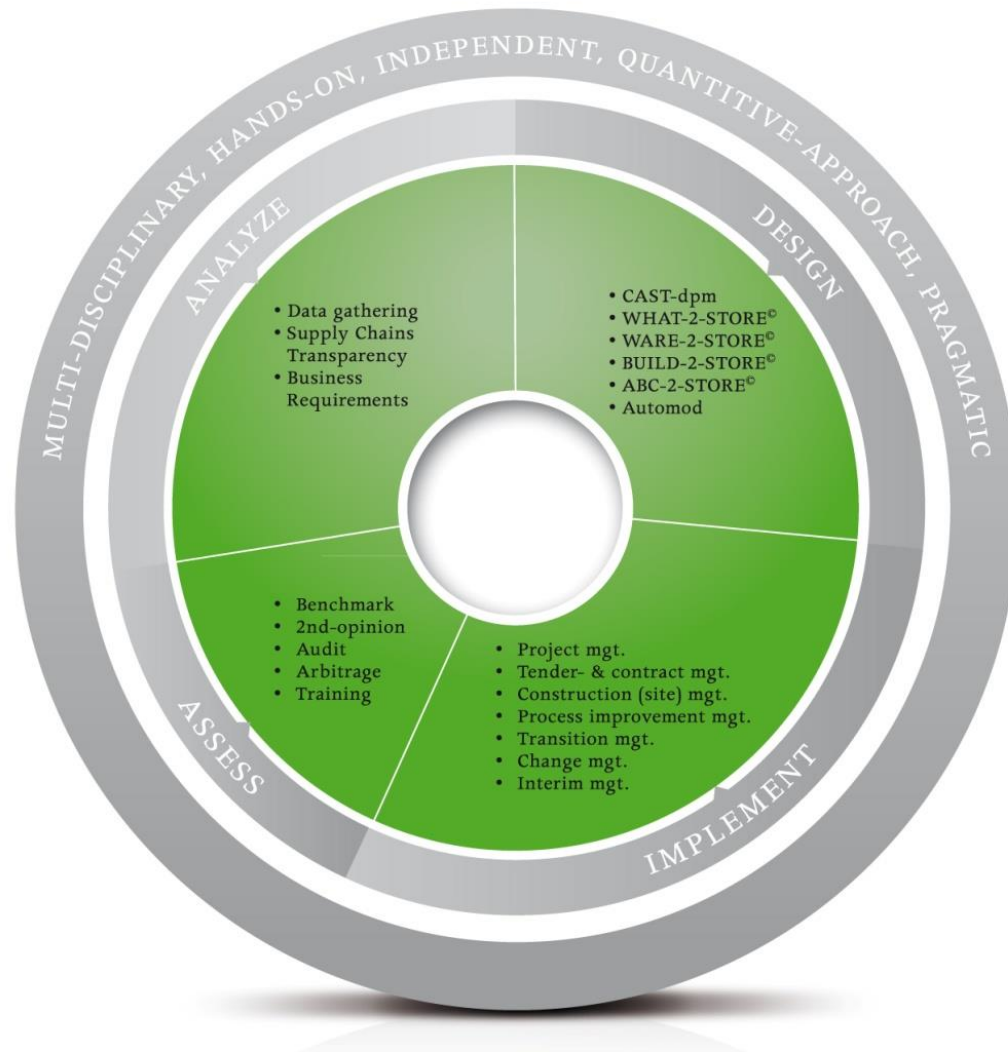 MULTI-DISCIPLINARY, HANDS-ON, INDEPENDENT, QUANTITIVE-APPROACH, PRAGMATIC
ANALYZE
• Data gathering
• Supply Chains
Transparency
• Business
Requirements
DESIGN
• CAST-dpm
• WHAT-2-STORE©
• WARE-2-STORE©
• BUILD-2-STORE©
• ABC-2-STORE©
• Automod
ASSESS
• Benchmark
• 2nd-opinion
• Audit
• Arbitrage
• Training
IMPLEMENT
• Project mgt.
• Tender- & contract mgt.
• Construction (site) mgt.
• Process improvement mgt.
• Transition mgt.
• Change mgt.
• Interim mgt.